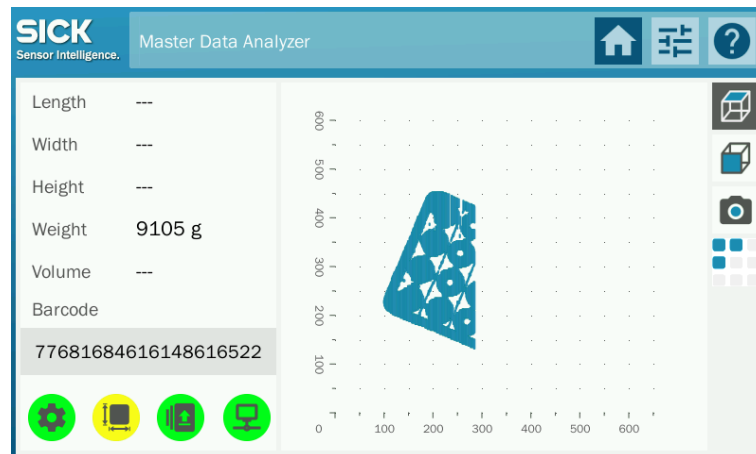 SICK
Sensor Intelligence.
Master Data Analyzer
?
Length ---
Width ---
Height ---
Weight 9105 g
Volume ---
Barcode
77681684616148616522
600
500
400
300
200
100
0 100 200 300 400 500 600